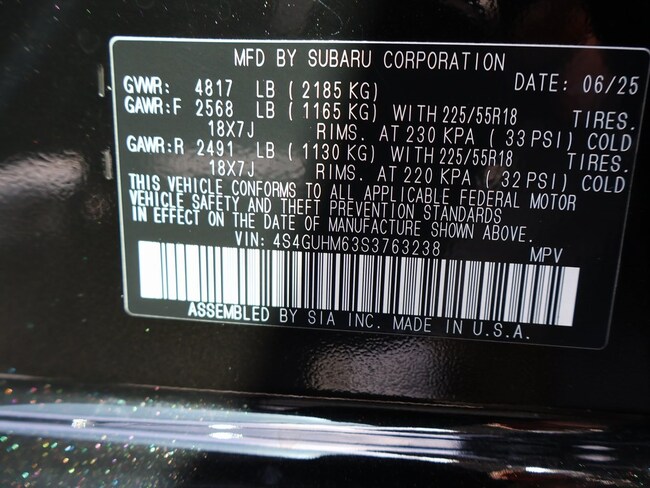 MFD BY SUBARU CORPORATION
GVWR: 4817 LB ( 2185 KG) DATE: 06/25
GAWR:F 2568 LB ( 1165 KG) WITH 225/55R18 TIRES.
18X7J RIMS. AT 230 KPA ( 33 PSI) COLD
GAWR:R 2491 LB ( 1130 KG) WITH 225/55R18 TIRES.
18X7J RIMS. AT 220 KPA ( 32 PSI) COLD
THIS VEHICLE CONFORMS TO ALL APPLICABLE FEDERAL MOTOR
VEHICLE SAFETY AND THEFT PREVENTION STANDARDS
IN EFFECT ON THE DATE OF MANUFACTURE SHOWN ABOVE.
VIN: 4S4GUHM63S3763238 MPV
ASSEMBLED BY SIA INC. MADE IN U.S.A.